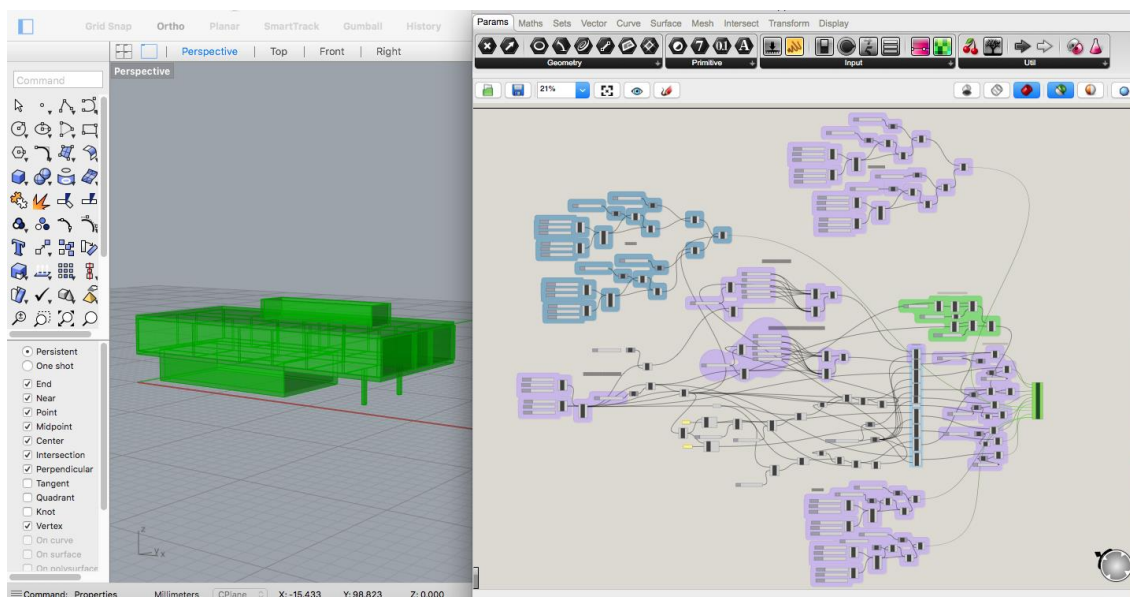 Grid Snap Ortho Planar SmartTrack Gumball History
Perspective Top Front Right
Perspective
Command
Persistent
One shot
End
Near
Point
Midpoint
Center
Intersection
Perpendicular
Tangent
Quadrant
Knot
Vertex
On curve
On surface
On polysurface
Command: Properties Millimeters CPlane X: -15.433 Y: 98.823 Z: 0.000
z
y x
Params Maths Sets Vector Curve Surface Mesh Intersect Transform Display
Geometry Primitive Input Util
21%